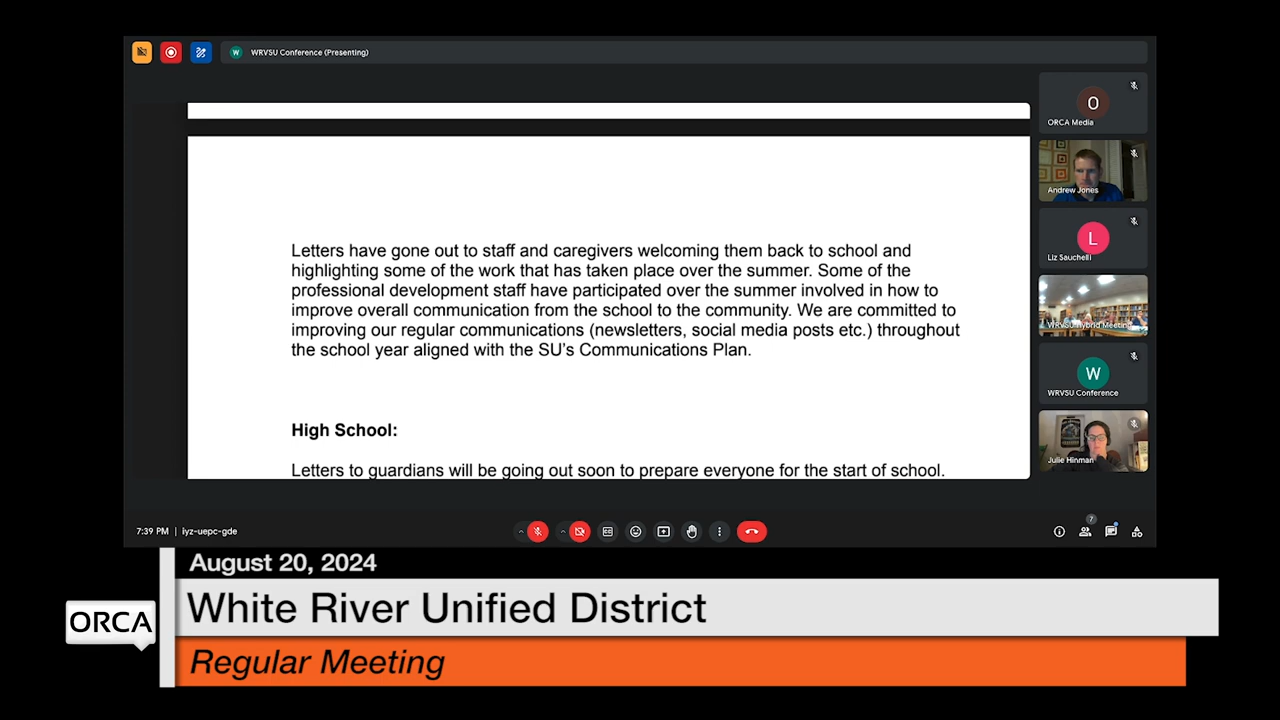 W WRVSU Conference (Presenting)
O
ORCA Media
Andrew Jones
L
Liz Sauchelli
WRVSU Hybrid Meeting
W
WRVSU Conference
Julie Hinman
Letters have gone out to staff and caregivers welcoming them back to school and
highlighting some of the work that has taken place over the summer. Some of the
professional development staff have participated over the summer involved in how to
improve overall communication from the school to the community. We are committed to
improving our regular communications (newsletters, social media posts etc.) throughout
the school year aligned with the SU's Communications Plan.
High School:
Letters to guardians will be going out soon to prepare everyone for the start of school.
7:39 PM | iyz-uepc-gde
7
August 20, 2024
ORCA
White River Unified District
Regular Meeting